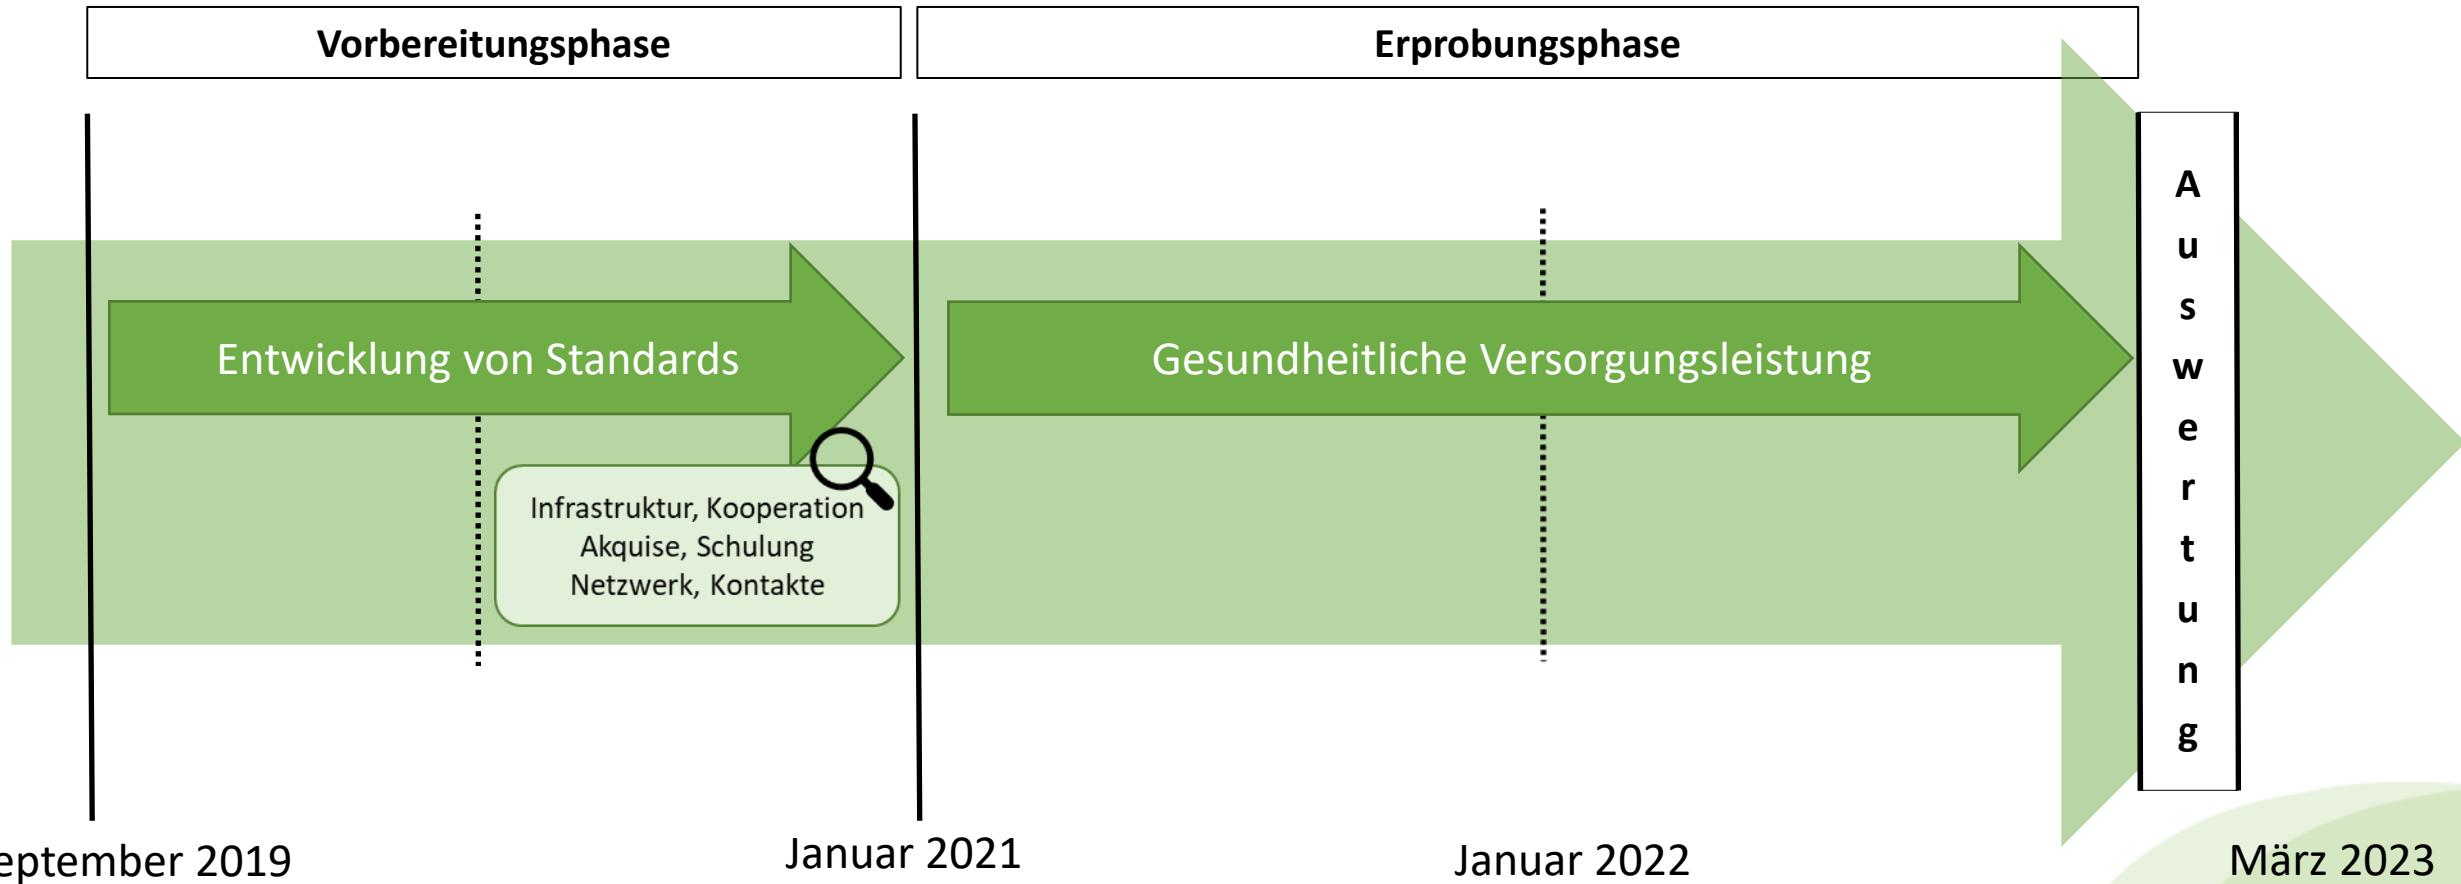 Vorbereitungsphase
Erprobungsphase
Entwicklung von Standards
Gesundheitliche Versorgungsleistung
Auswertung
Infrastruktur, Kooperation
Akquise, Schulung
Netzwerk, Kontakte
eptember 2019
Januar 2021
Januar 2022
März 2023